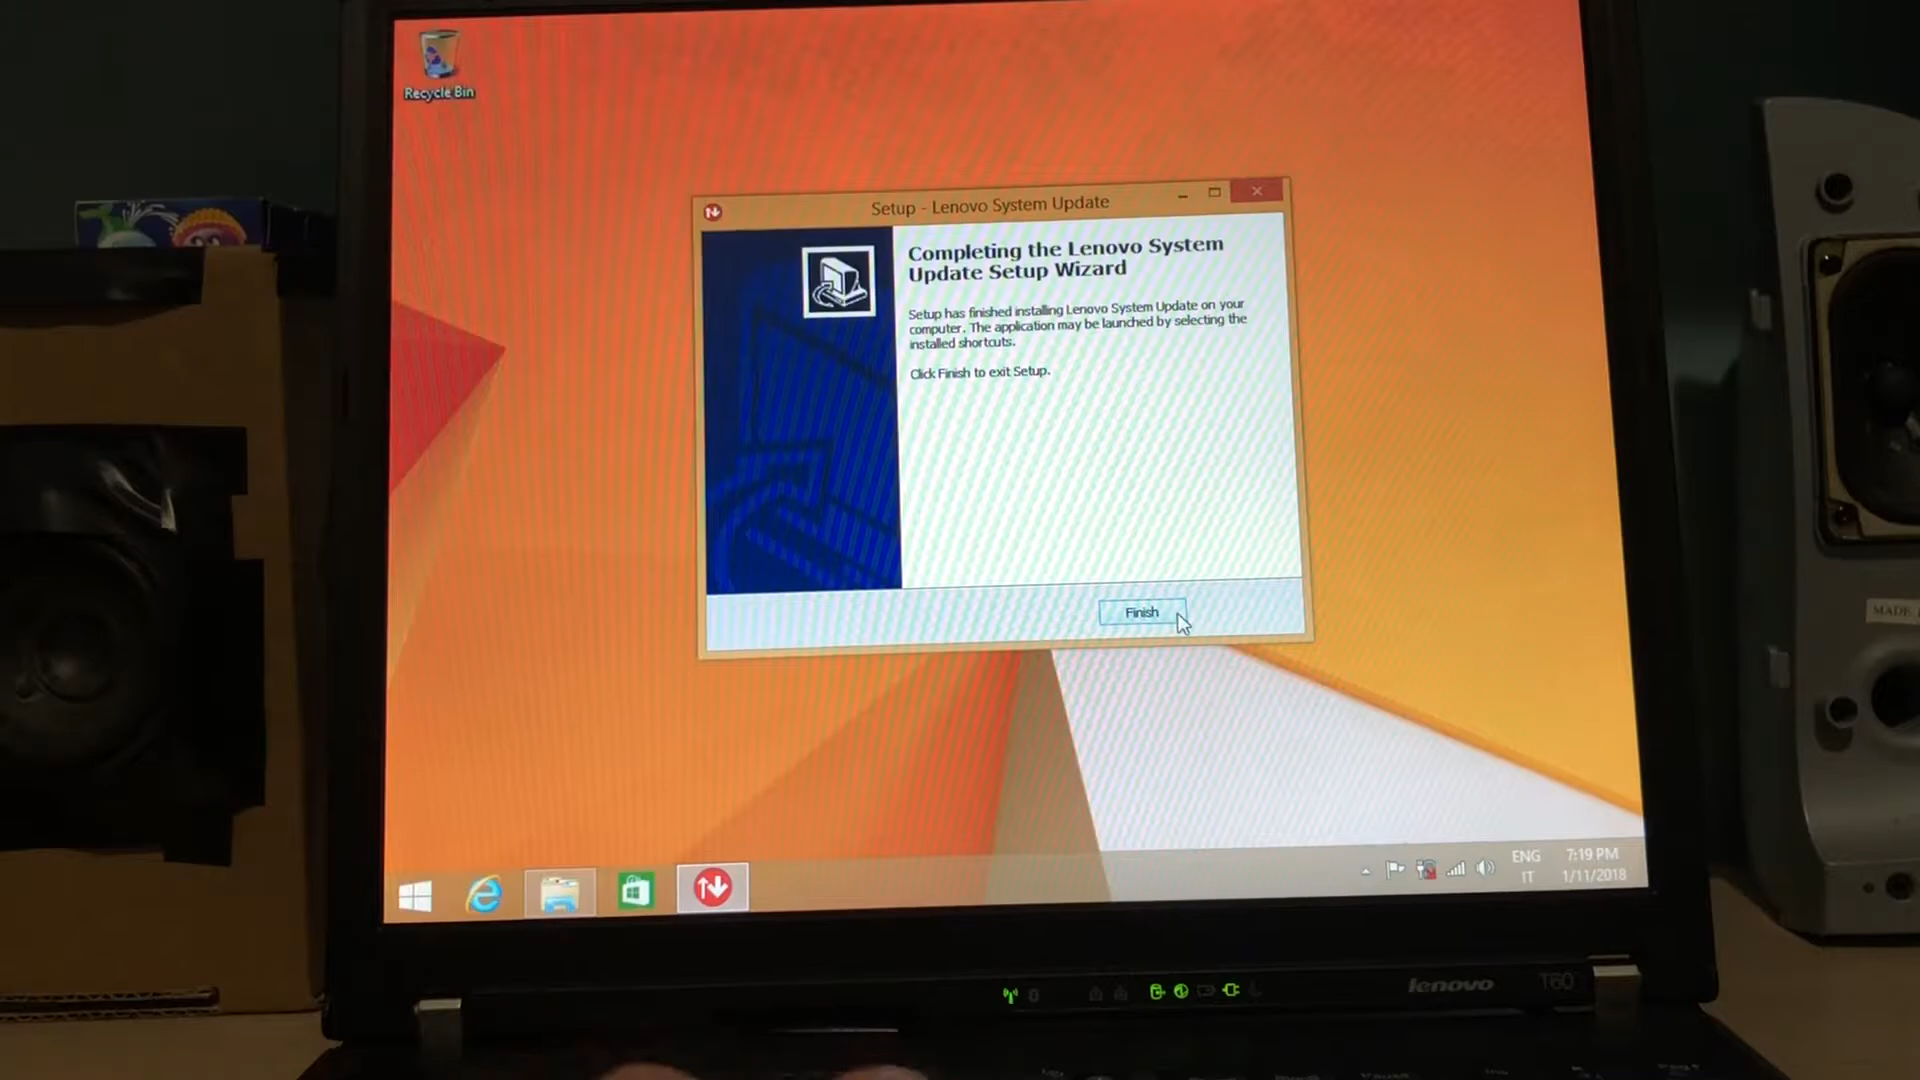 Recycle Bin
Setup - Lenovo System Update
Completing the Lenovo System
Update Setup Wizard
Setup has finished installing Lenovo System Update on your
computer. The application may be launched by selecting the
installed shortcuts.
Click Finish to exit Setup.
Finish
ENG
IT
7:19 PM
1/11/2018
lenovo
T60
MADE